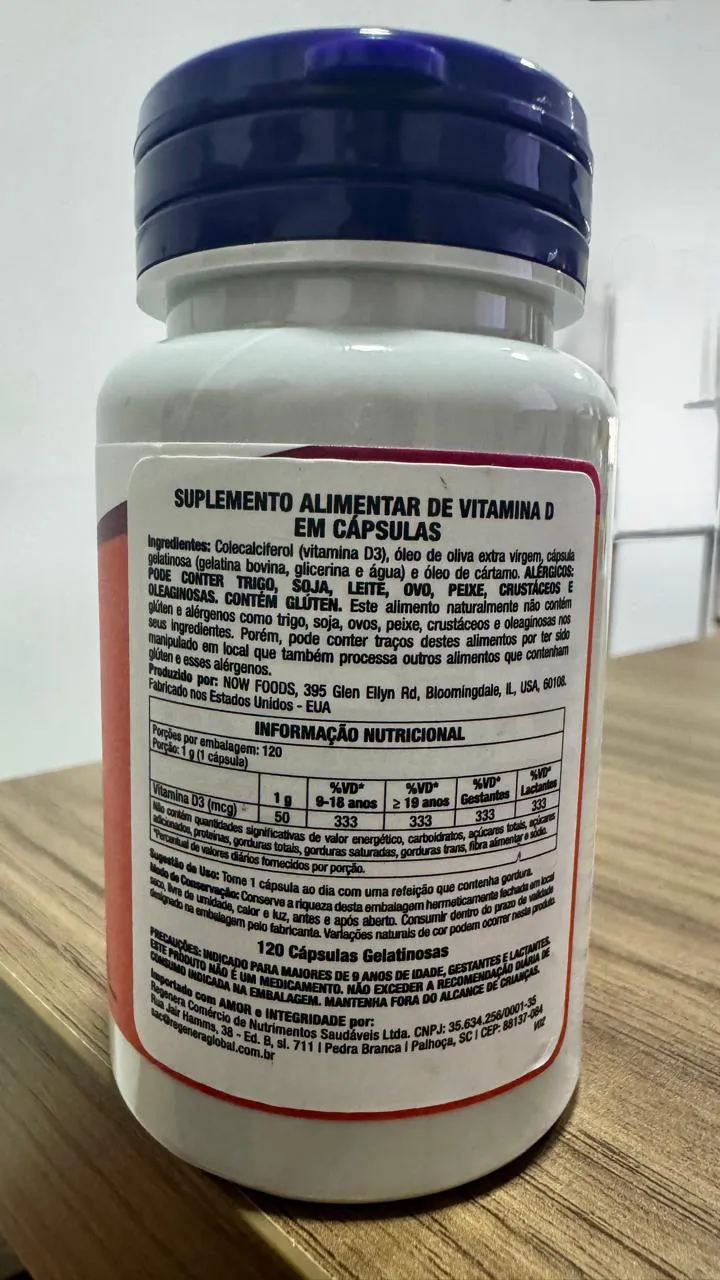 SUPLEMENTO ALIMENTAR DE VITAMINA D
EM CÁPSULAS
Ingredientes: Colecalciferol (vitamina D3), óleo de oliva extra virgem, cápsula
gelatinosa (gelatina bovina, glicerina e água) e óleo de cártamo. ALÉRGICOS:
PODE CONTER TRIGO, SOJA, LEITE, OVO, PEIXE, CRUSTÁCEOS E
OLEAGINOSAS. CONTÉM GLÚTEN. Este alimento naturalmente não contém
glúten e alérgenos como trigo, soja, ovos, peixe, crustáceos e oleaginosas nos
seus ingredientes. Porém, pode conter traços destes alimentos por ter sido
manipulado em local que também processa outros alimentos que contenham
glúten e esses alérgenos.
Produzido por: NOW FOODS, 395 Glen Ellyn Rd, Bloomingdale, IL, USA, 60108.
Fabricado nos Estados Unidos - EUA
INFORMAÇÃO NUTRICIONAL
Porções por embalagem: 120
Porção: 1 g (1 cápsula)
1 g %VD* 9-18 anos %VD* ≥ 19 anos %VD* Gestantes %VD* Lactantes
Vitamina D3 (mcg) 50 333 333 333 333
Não contém quantidades significativas de valor energético, carboidratos, açúcares totais, açúcares
adicionados, proteínas, gorduras totais, gorduras saturadas, gorduras trans, fibra alimentar e sódio.
*Percentual de valores diários fornecidos por porção.
Sugestão de Uso: Tome 1 cápsula ao dia com uma refeição que contenha gordura.
Modo de Conservação: Conserve a riqueza desta embalagem hermeticamente fechada em local
seco, livre de umidade, calor e luz, antes e após aberto. Consumir dentro do prazo de validade
designado na embalagem pelo fabricante. Variações naturais de cor podem ocorrer neste produto.
120 Cápsulas Gelatinosas
PRECAUÇÕES: INDICADO PARA MAIORES DE 9 ANOS DE IDADE, GESTANTES E LACTANTES.
ESTE PRODUTO NÃO É UM MEDICAMENTO. NÃO EXCEDER A RECOMENDAÇÃO DIÁRIA DE
CONSUMO INDICADA NA EMBALAGEM. MANTENHA FORA DO ALCANCE DE CRIANÇAS.
Importado com AMOR e INTEGRIDADE por:
Regenera Comércio de Nutrimentos Saudáveis Ltda. CNPJ: 35.634.256/0001-35
Rua Jair Hamms, 38 - Ed. B, sl. 711 | Pedra Branca | Palhoça, SC | CEP: 88137-084
sac@regeneraglobal.com.br
V02